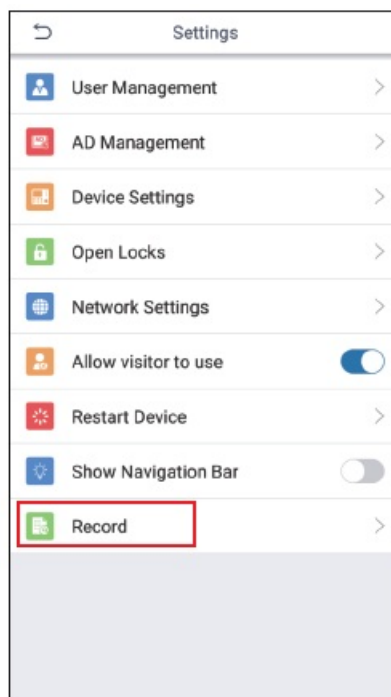 Settings
User Management
AD Management
Device Settings
Open Locks
Network Settings
Allow visitor to use
Restart Device
Show Navigation Bar
Record